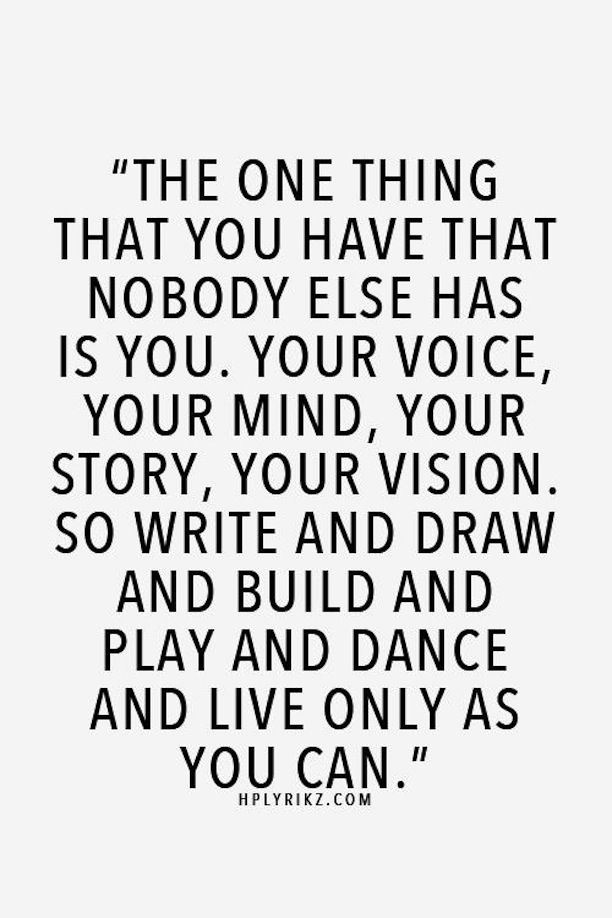 “THE ONE THING
THAT YOU HAVE THAT
NOBODY ELSE HAS
IS YOU. YOUR VOICE,
YOUR MIND, YOUR
STORY, YOUR VISION.
SO WRITE AND DRAW
AND BUILD AND
PLAY AND DANCE
AND LIVE ONLY AS
YOU CAN.”
HPLYRIKZ.COM